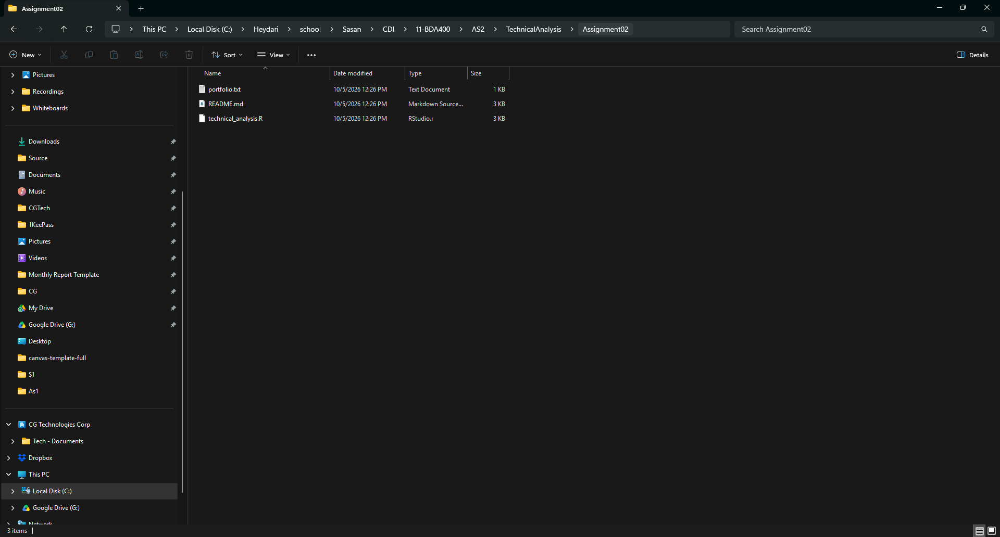 Assignment02
This PC > Local Disk (C:) > Heydari > school > Sasan > CDI > 11-BDA400 > AS2 > TechnicalAnalysis > Assignment02
Search Assignment02
New
Sort
View
Details
Pictures
Recordings
Whiteboards
Downloads
Source
Documents
Music
CGTech
1KeePass
Pictures
Videos
Monthly Report Template
CG
My Drive
Google Drive (G:)
Desktop
canvas-template-full
S1
As1
CG Technologies Corp
Tech - Documents
Dropbox
This PC
Local Disk (C:)
Google Drive (G:)
Network
Name Date modified Type Size
portfolio.txt 10/5/2026 12:26 PM Text Document 1 KB
README.md 10/5/2026 12:26 PM Markdown Source... 3 KB
technical_analysis.R 10/5/2026 12:26 PM RStudio.r 3 KB
3 items